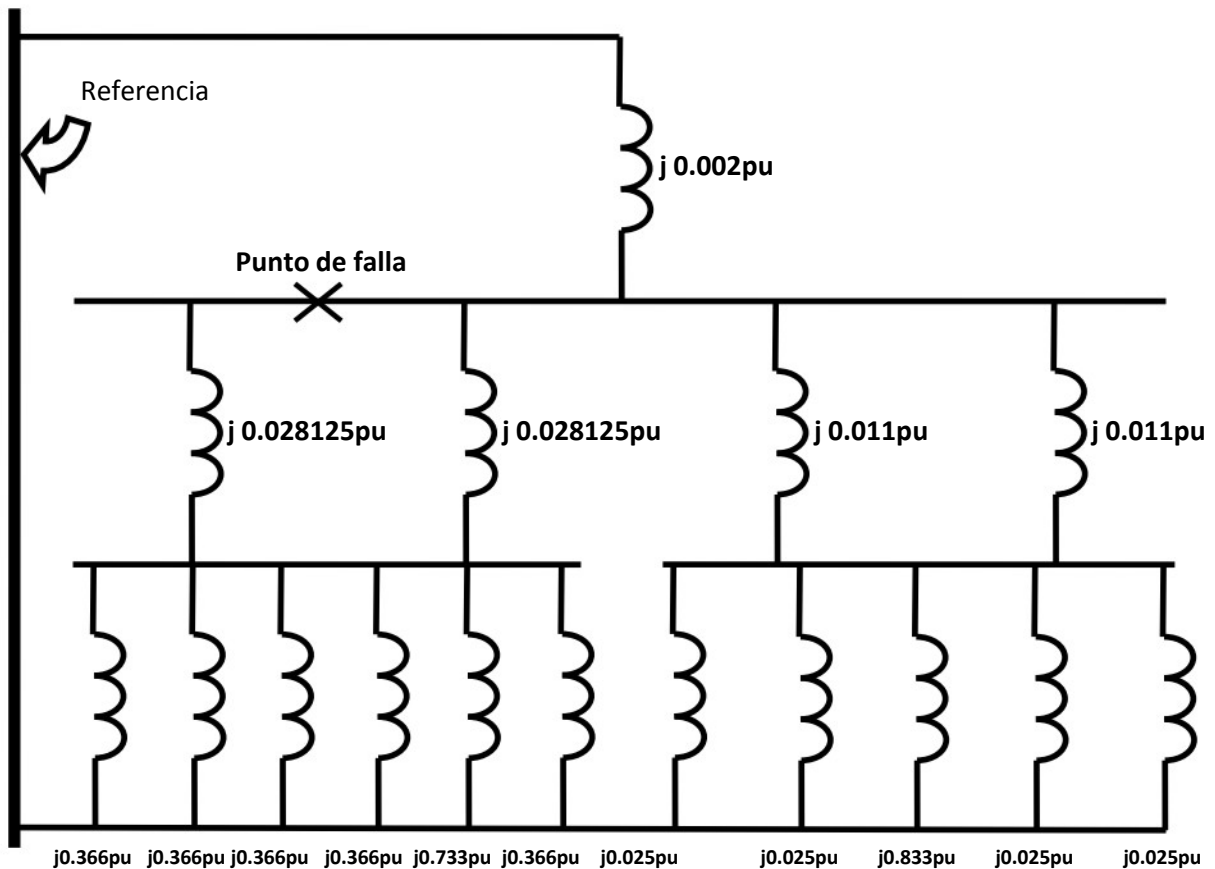 Referencia
j 0.002pu
Punto de falla
j 0.028125pu
j 0.028125pu
j 0.011pu
j 0.011pu
j0.366pu j0.366pu j0.366pu j0.366pu j0.733pu j0.366pu j0.025pu j0.025pu j0.833pu j0.025pu j0.025pu